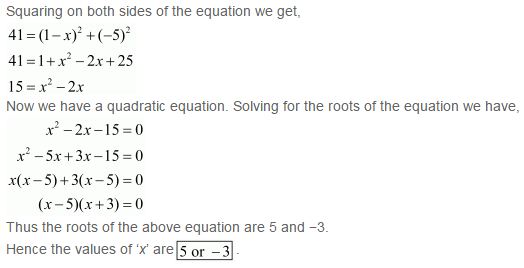 Squaring on both sides of the equation we get,
41 = (1 − x)² + (−5)²
41 = 1 + x² − 2x + 25
15 = x² − 2x
Now we have a quadratic equation. Solving for the roots of the equation we have,
x² − 2x − 15 = 0
x² − 5x + 3x − 15 = 0
x(x − 5) + 3(x − 5) = 0
(x − 5)(x + 3) = 0
Thus the roots of the above equation are 5 and −3.
Hence the values of 'x' are 5 or −3 .